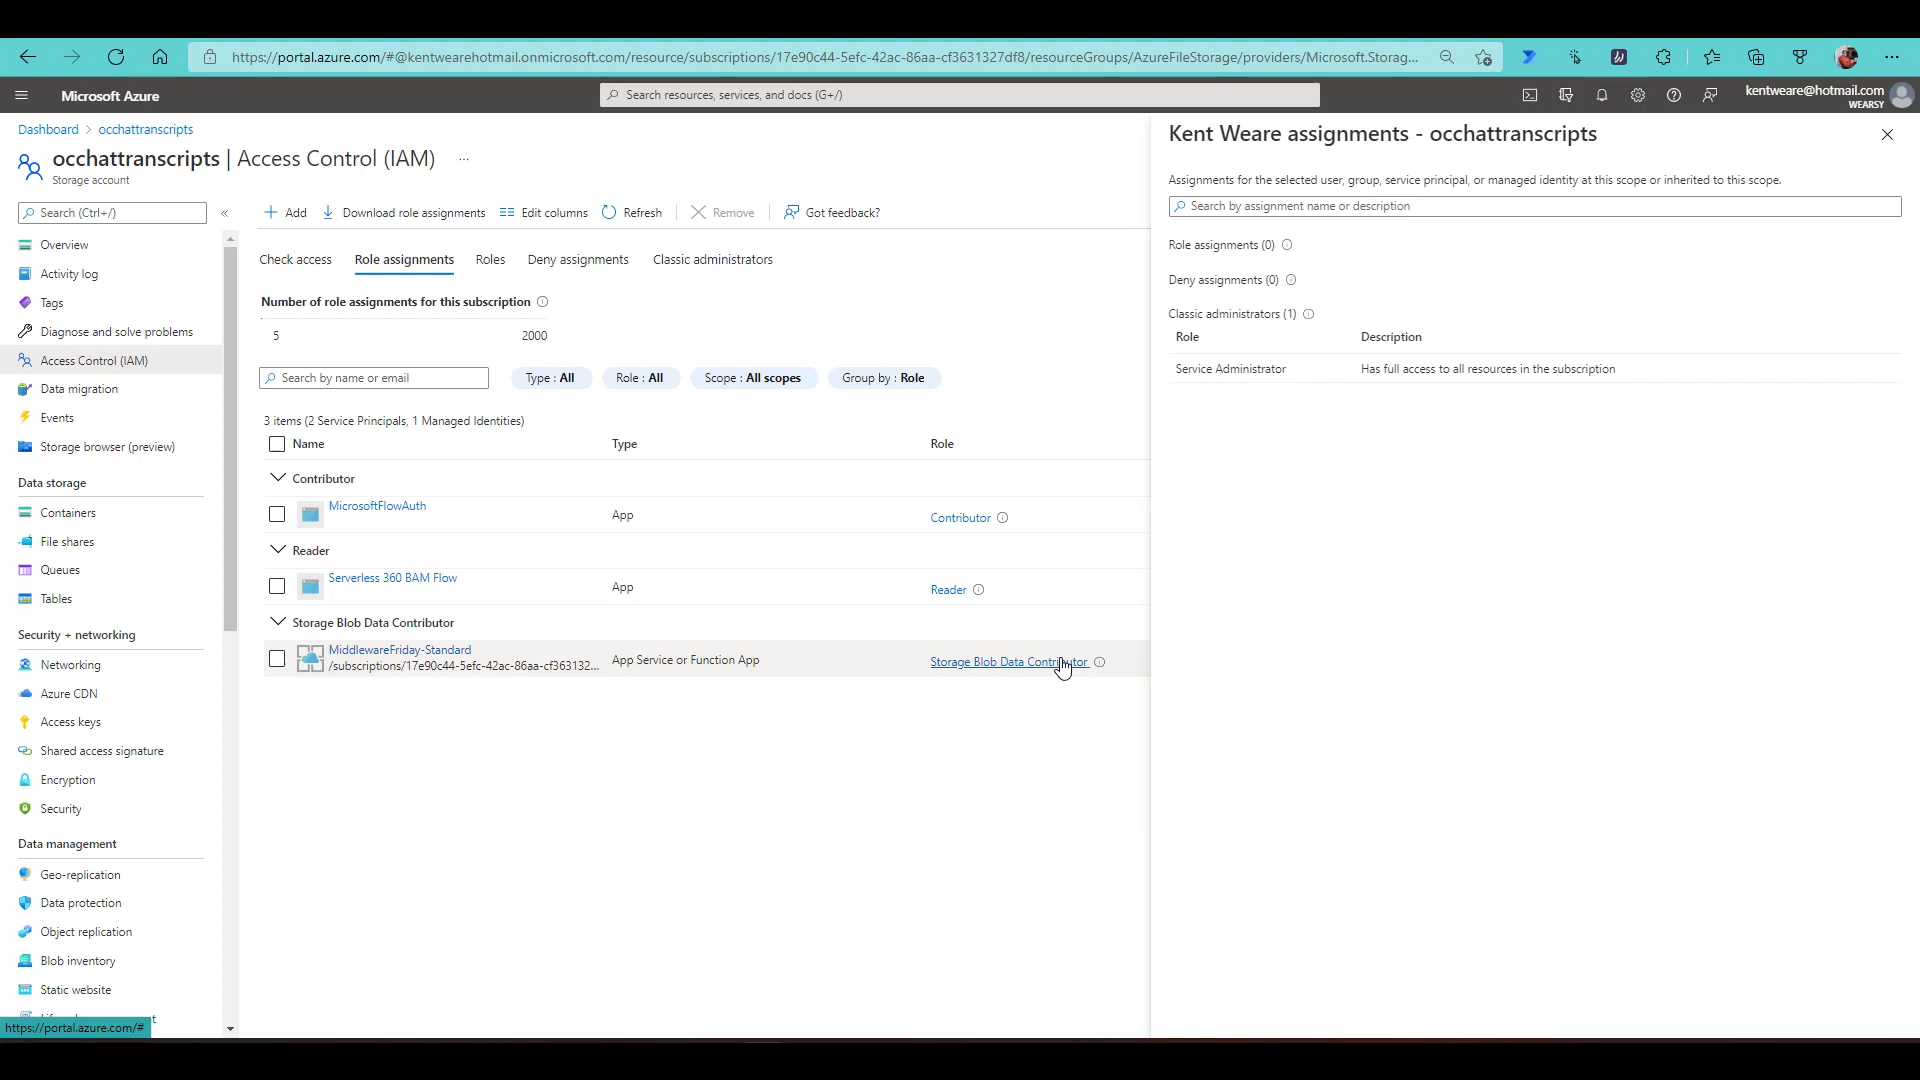 https://portal.azure.com/#@kentwearehotmail.onmicrosoft.com/resource/subscriptions/17e90c44-5efc-42ac-86aa-cf3631327df8/resourceGroups/AzureFileStorage/providers/Microsoft.Storag...
Microsoft Azure
Search resources, services, and docs (G+/)
kentweare@hotmail.com
WEARSY
Dashboard > occhattranscripts
occhattranscripts | Access Control (IAM) ...
Storage account
Search (Ctrl+/)
«
Overview
Activity log
Tags
Diagnose and solve problems
Access Control (IAM)
Data migration
Events
Storage browser (preview)
Data storage
Containers
File shares
Queues
Tables
Security + networking
Networking
Azure CDN
Access keys
Shared access signature
Encryption
Security
Data management
Geo-replication
Data protection
Object replication
Blob inventory
Static website
https://portal.azure.com/#
Add
Download role assignments
Edit columns
Refresh
Remove
Got feedback?
Check access
Role assignments
Roles
Deny assignments
Classic administrators
Number of role assignments for this subscription
5 2000
Search by name or email
Type : All
Role : All
Scope : All scopes
Group by : Role
3 items (2 Service Principals, 1 Managed Identities)
Name Type Role
Contributor
MicrosoftFlowAuth App Contributor
Reader
Serverless 360 BAM Flow App Reader
Storage Blob Data Contributor
MiddlewareFriday-Standard
/subscriptions/17e90c44-5efc-42ac-86aa-cf363132... App Service or Function App Storage Blob Data Contributor
Kent Weare assignments - occhattranscripts
Assignments for the selected user, group, service principal, or managed identity at this scope or inherited to this scope.
Search by assignment name or description
Role assignments (0)
Deny assignments (0)
Classic administrators (1)
Role Description
Service Administrator Has full access to all resources in the subscription